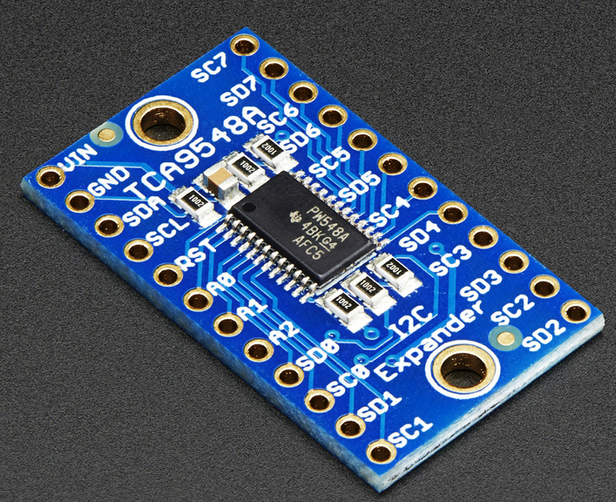 SC7
SD7
SC6
SD6
SC5
SD5
SC4
SD4
SC3
SD3
SC2
SD2
TCA9548A
VIN
GND
SDA
SCL
RST
A0
A1
A2
SD0
SC0
SD1
SC1
2001
1002
1002
PW548A
4BKG4
AFC5
2001
1002
1002
I2C
Expander